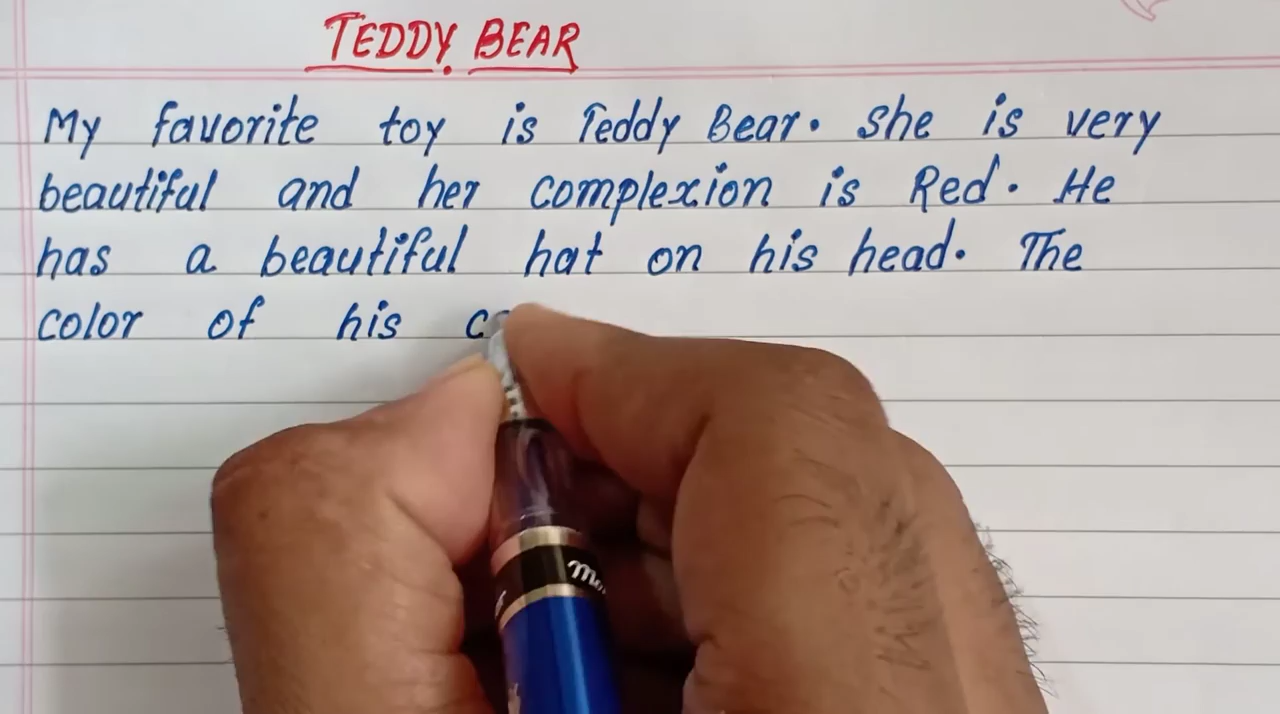 TEDDY BEAR
My favorite toy is Teddy Bear. She is very
beautiful and her complexion is Red. He
has a beautiful hat on his head. The
color of his